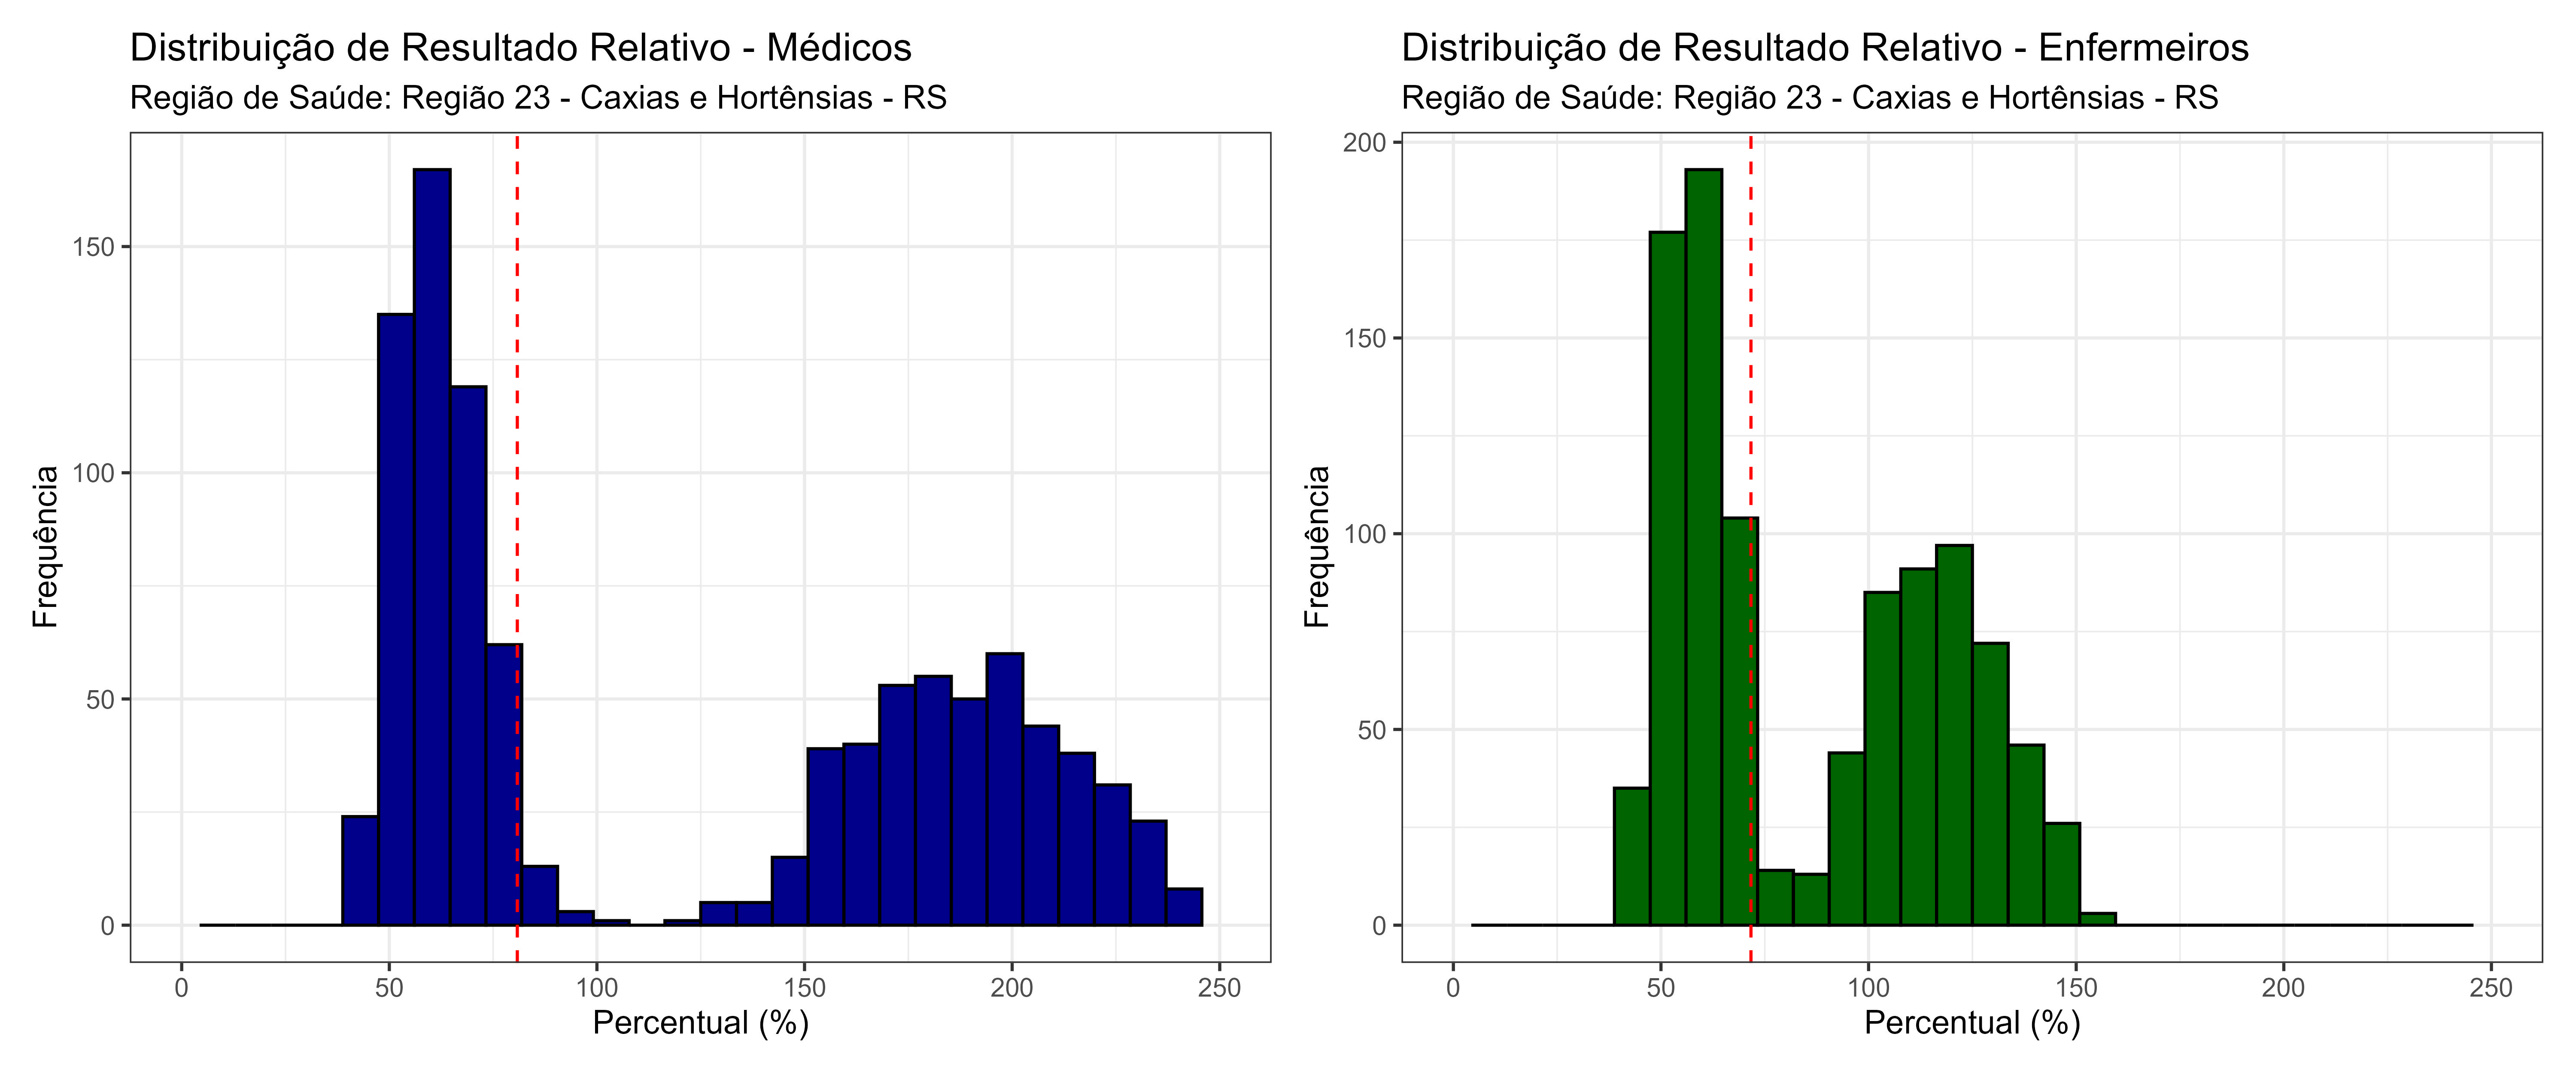 Distribuição de Resultado Relativo - Médicos
Região de Saúde: Região 23 - Caxias e Hortênsias - RS
Frequência
150
100
50
0
0 50 100 150 200 250
Percentual (%)
Distribuição de Resultado Relativo - Enfermeiros
Região de Saúde: Região 23 - Caxias e Hortênsias - RS
Frequência
200
150
100
50
0
0 50 100 150 200 250
Percentual (%)